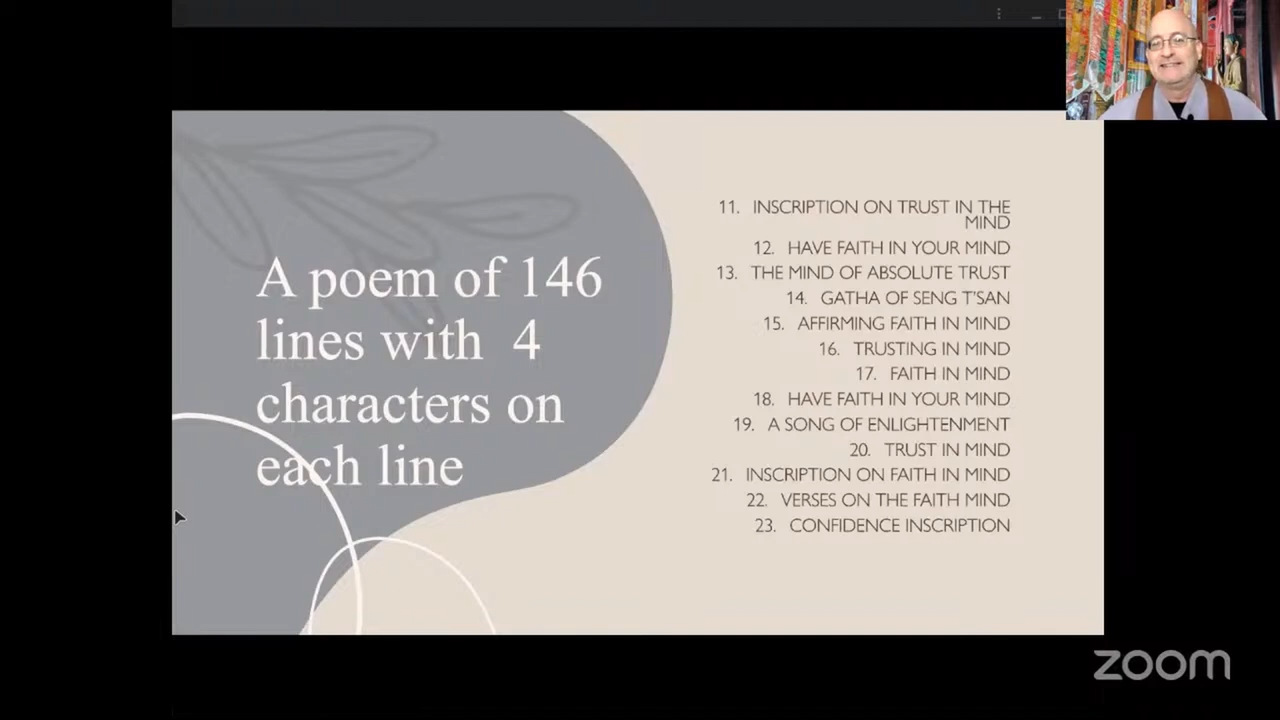 A poem of 146
lines with 4
characters on
each line
11. INSCRIPTION ON TRUST IN THE
MIND
12. HAVE FAITH IN YOUR MIND
13. THE MIND OF ABSOLUTE TRUST
14. GATHA OF SENG T'SAN
15. AFFIRMING FAITH IN MIND
16. TRUSTING IN MIND
17. FAITH IN MIND
18. HAVE FAITH IN YOUR MIND
19. A SONG OF ENLIGHTENMENT
20. TRUST IN MIND
21. INSCRIPTION ON FAITH IN MIND
22. VERSES ON THE FAITH MIND
23. CONFIDENCE INSCRIPTION
zoom